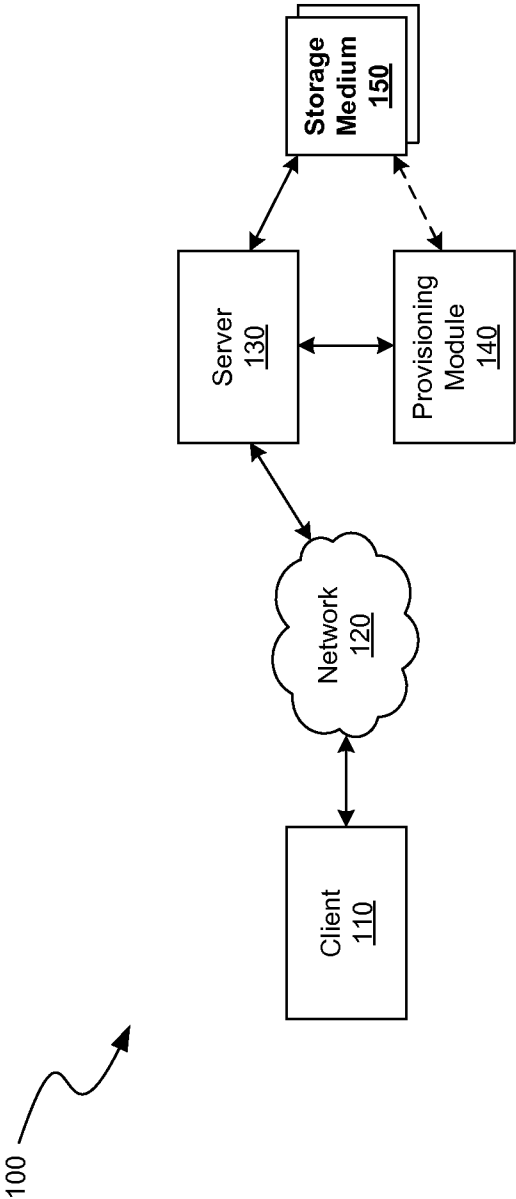 100
Client
110
Network
120
Server
130
Provisioning
Module
140
Storage
Medium
150